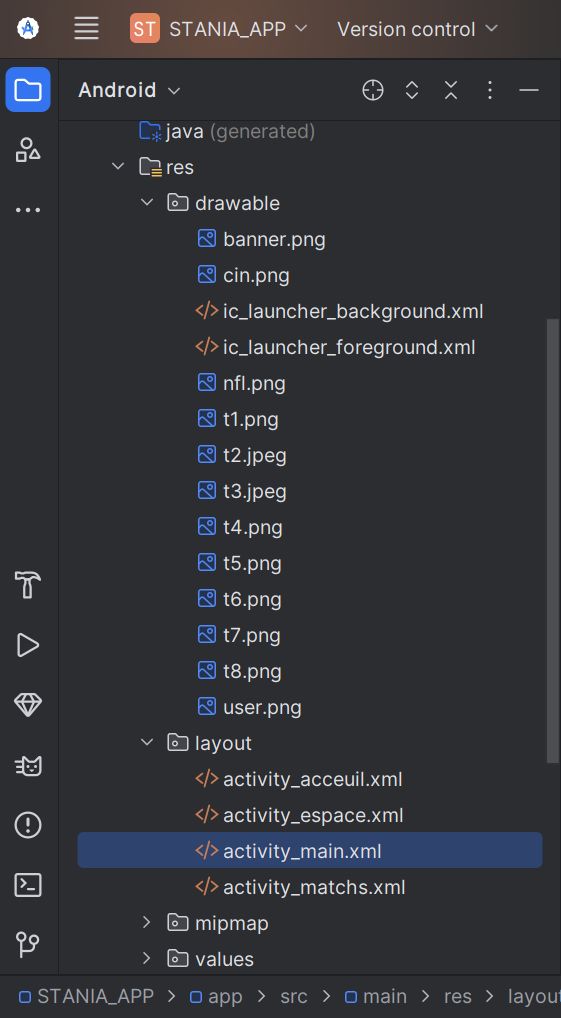 ST STANIA_APP Version control
Android
java (generated)
res
drawable
banner.png
cin.png
ic_launcher_background.xml
ic_launcher_foreground.xml
nfl.png
t1.png
t2.jpeg
t3.jpeg
t4.png
t5.png
t6.png
t7.png
t8.png
user.png
layout
activity_acceuil.xml
activity_espace.xml
activity_main.xml
activity_matchs.xml
mipmap
values
STANIA_APP > app > src > main > res > layout